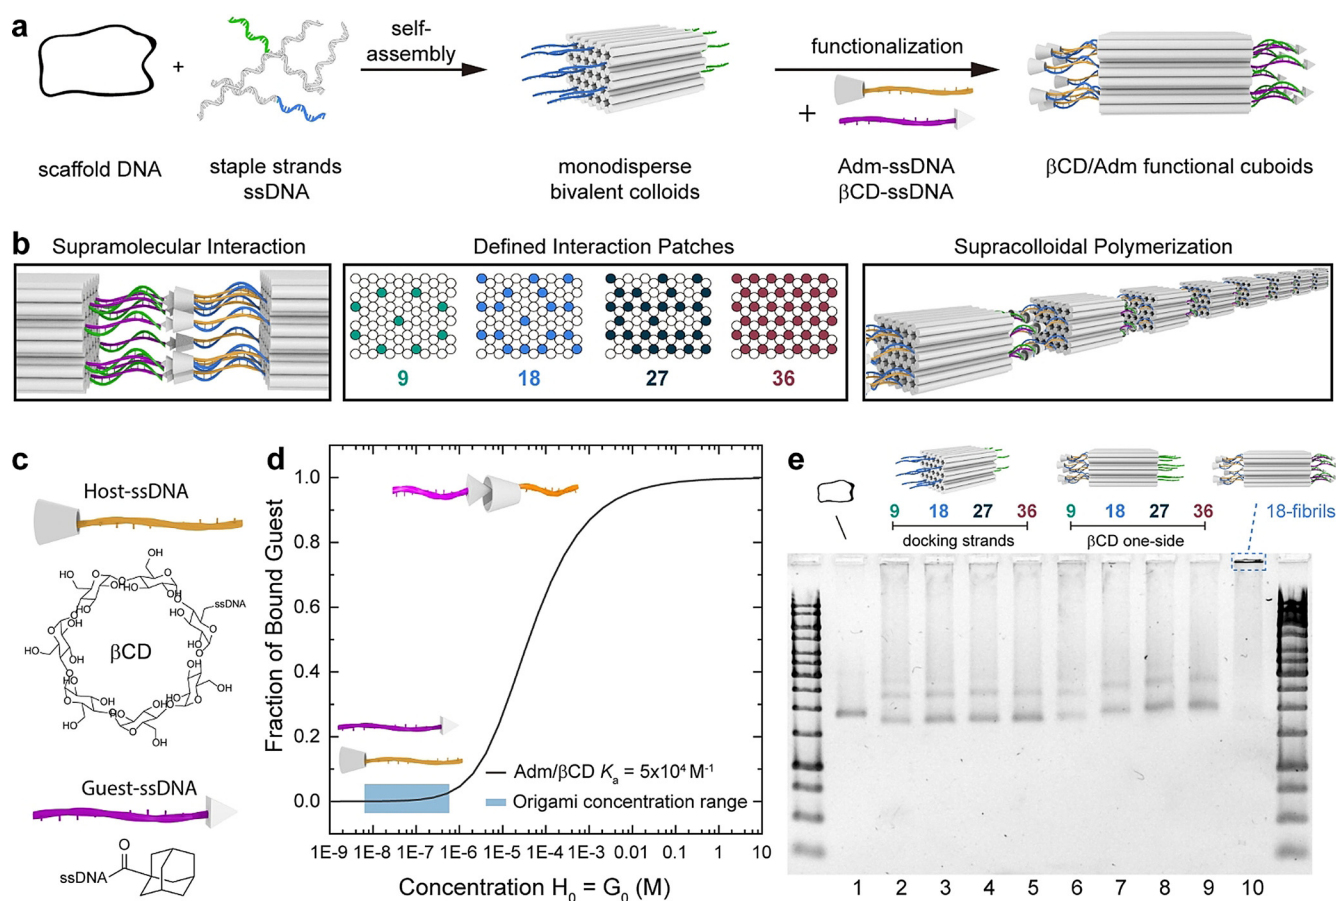 a
self-
assembly
functionalization
+
+
scaffold DNA
staple strands
ssDNA
monodisperse
bivalent colloids
Adm-ssDNA
βCD-ssDNA
βCD/Adm functional cuboids
b
Supramolecular Interaction
Defined Interaction Patches
Supracolloidal Polymerization
9 18 27 36
c
Host-ssDNA
βCD
OH
HO
ssDNA
Guest-ssDNA
O
ssDNA
d
Fraction of Bound Guest
1.0
0.8
0.6
0.4
0.2
0.0
Adm/βCD Ka = 5x10⁴ M⁻¹
Origami concentration range
1E-9 1E-8 1E-7 1E-6 1E-5 1E-4 1E-3 0.01 0.1 1 10
Concentration H₀ = G₀ (M)
e
9 18 27 36 9 18 27 36
18-fibrils
docking strands
βCD one-side
1 2 3 4 5 6 7 8 9 10